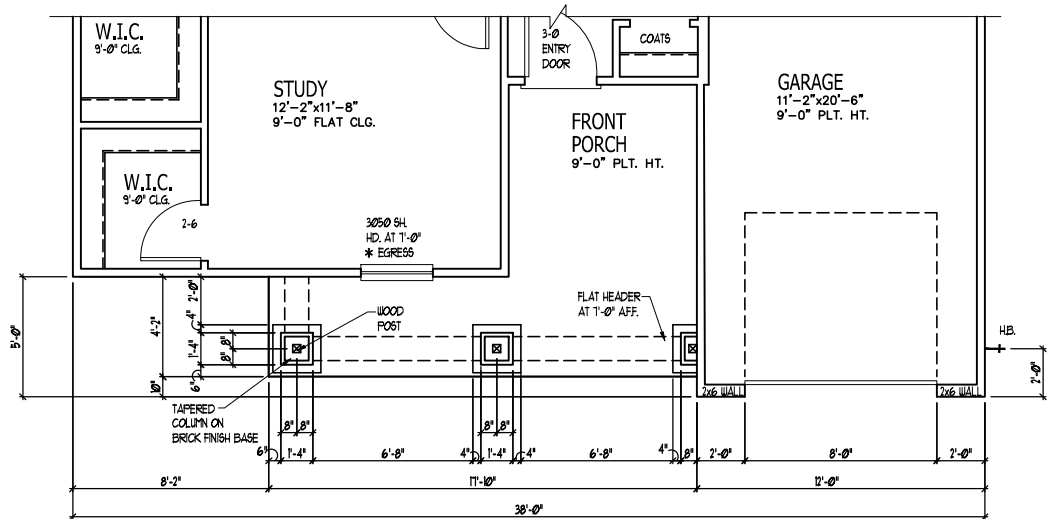 W.I.C.
9'-0" CLG.
3-0
ENTRY
DOOR
COATS
STUDY
12'-2"x11'-8"
9'-0" FLAT CLG.
GARAGE
11'-2"x20'-6"
9'-0" PLT. HT.
FRONT
PORCH
9'-0" PLT. HT.
W.I.C.
9'-0" CLG.
2-6
3050 SH.
HD. AT 7'-0"
* EGRESS
FLAT HEADER
AT 7'-0" AFF.
WOOD
POST
H.B.
5'-0"
4'-2"
10"
2'-0"
4"
1'-4"
6"
8"
8"
2'-0"
TAPERED
COLUMN ON
BRICK FINISH BASE
2x6 WALL
2x6 WALL
8" 8"
8" 8"
6"
1'-4"
6'-8"
4"
1'-4"
4"
6'-8"
4"
8"
2'-0"
8'-0"
2'-0"
8'-2"
17'-10"
12'-0"
38'-0"